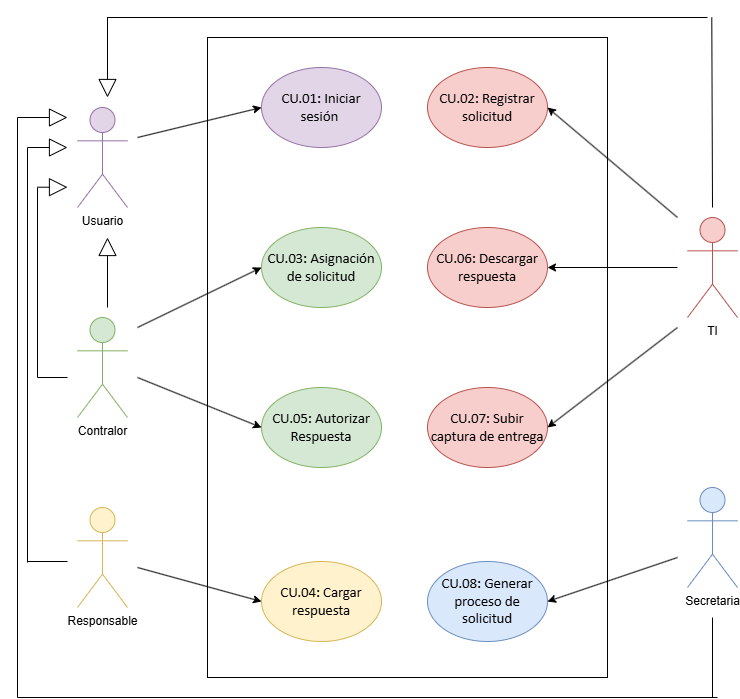 CU.01: Iniciar
sesión
CU.02: Registrar
solicitud
Usuario
CU.03: Asignación
de solicitud
CU.06: Descargar
respuesta
TI
Contralor
CU.05: Autorizar
Respuesta
CU.07: Subir
captura de entrega
Responsable
CU.04: Cargar
respuesta
CU.08: Generar
proceso de
solicitud
Secretaria